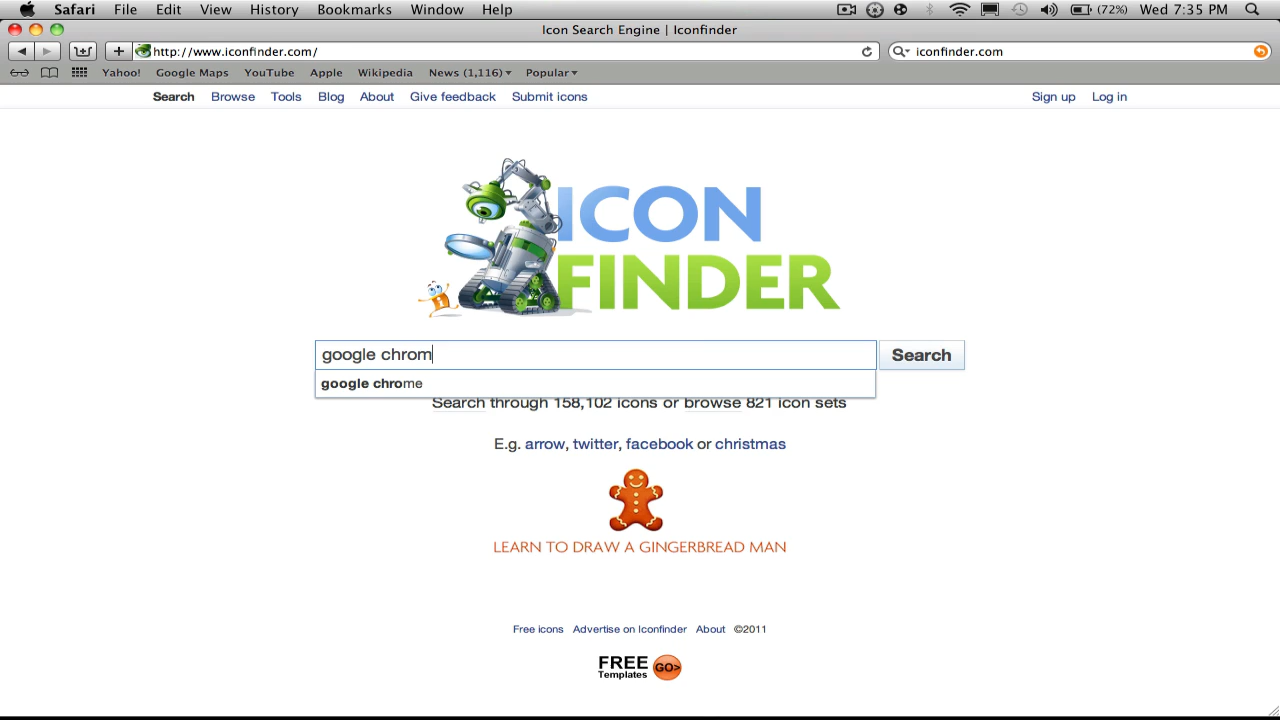 Safari File Edit View History Bookmarks Window Help (72%) Wed 7:35 PM
Icon Search Engine | Iconfinder
http://www.iconfinder.com/ iconfinder.com
Yahoo! Google Maps YouTube Apple Wikipedia News (1,116) Popular
Search Browse Tools Blog About Give feedback Submit icons Sign up Log in
ICON
FINDER
google chrom Search
google chrome
Search through 158,102 icons or browse 821 icon sets
E.g. arrow, twitter, facebook or christmas
LEARN TO DRAW A GINGERBREAD MAN
Free icons Advertise on Iconfinder About ©2011
FREE GO>
Templates